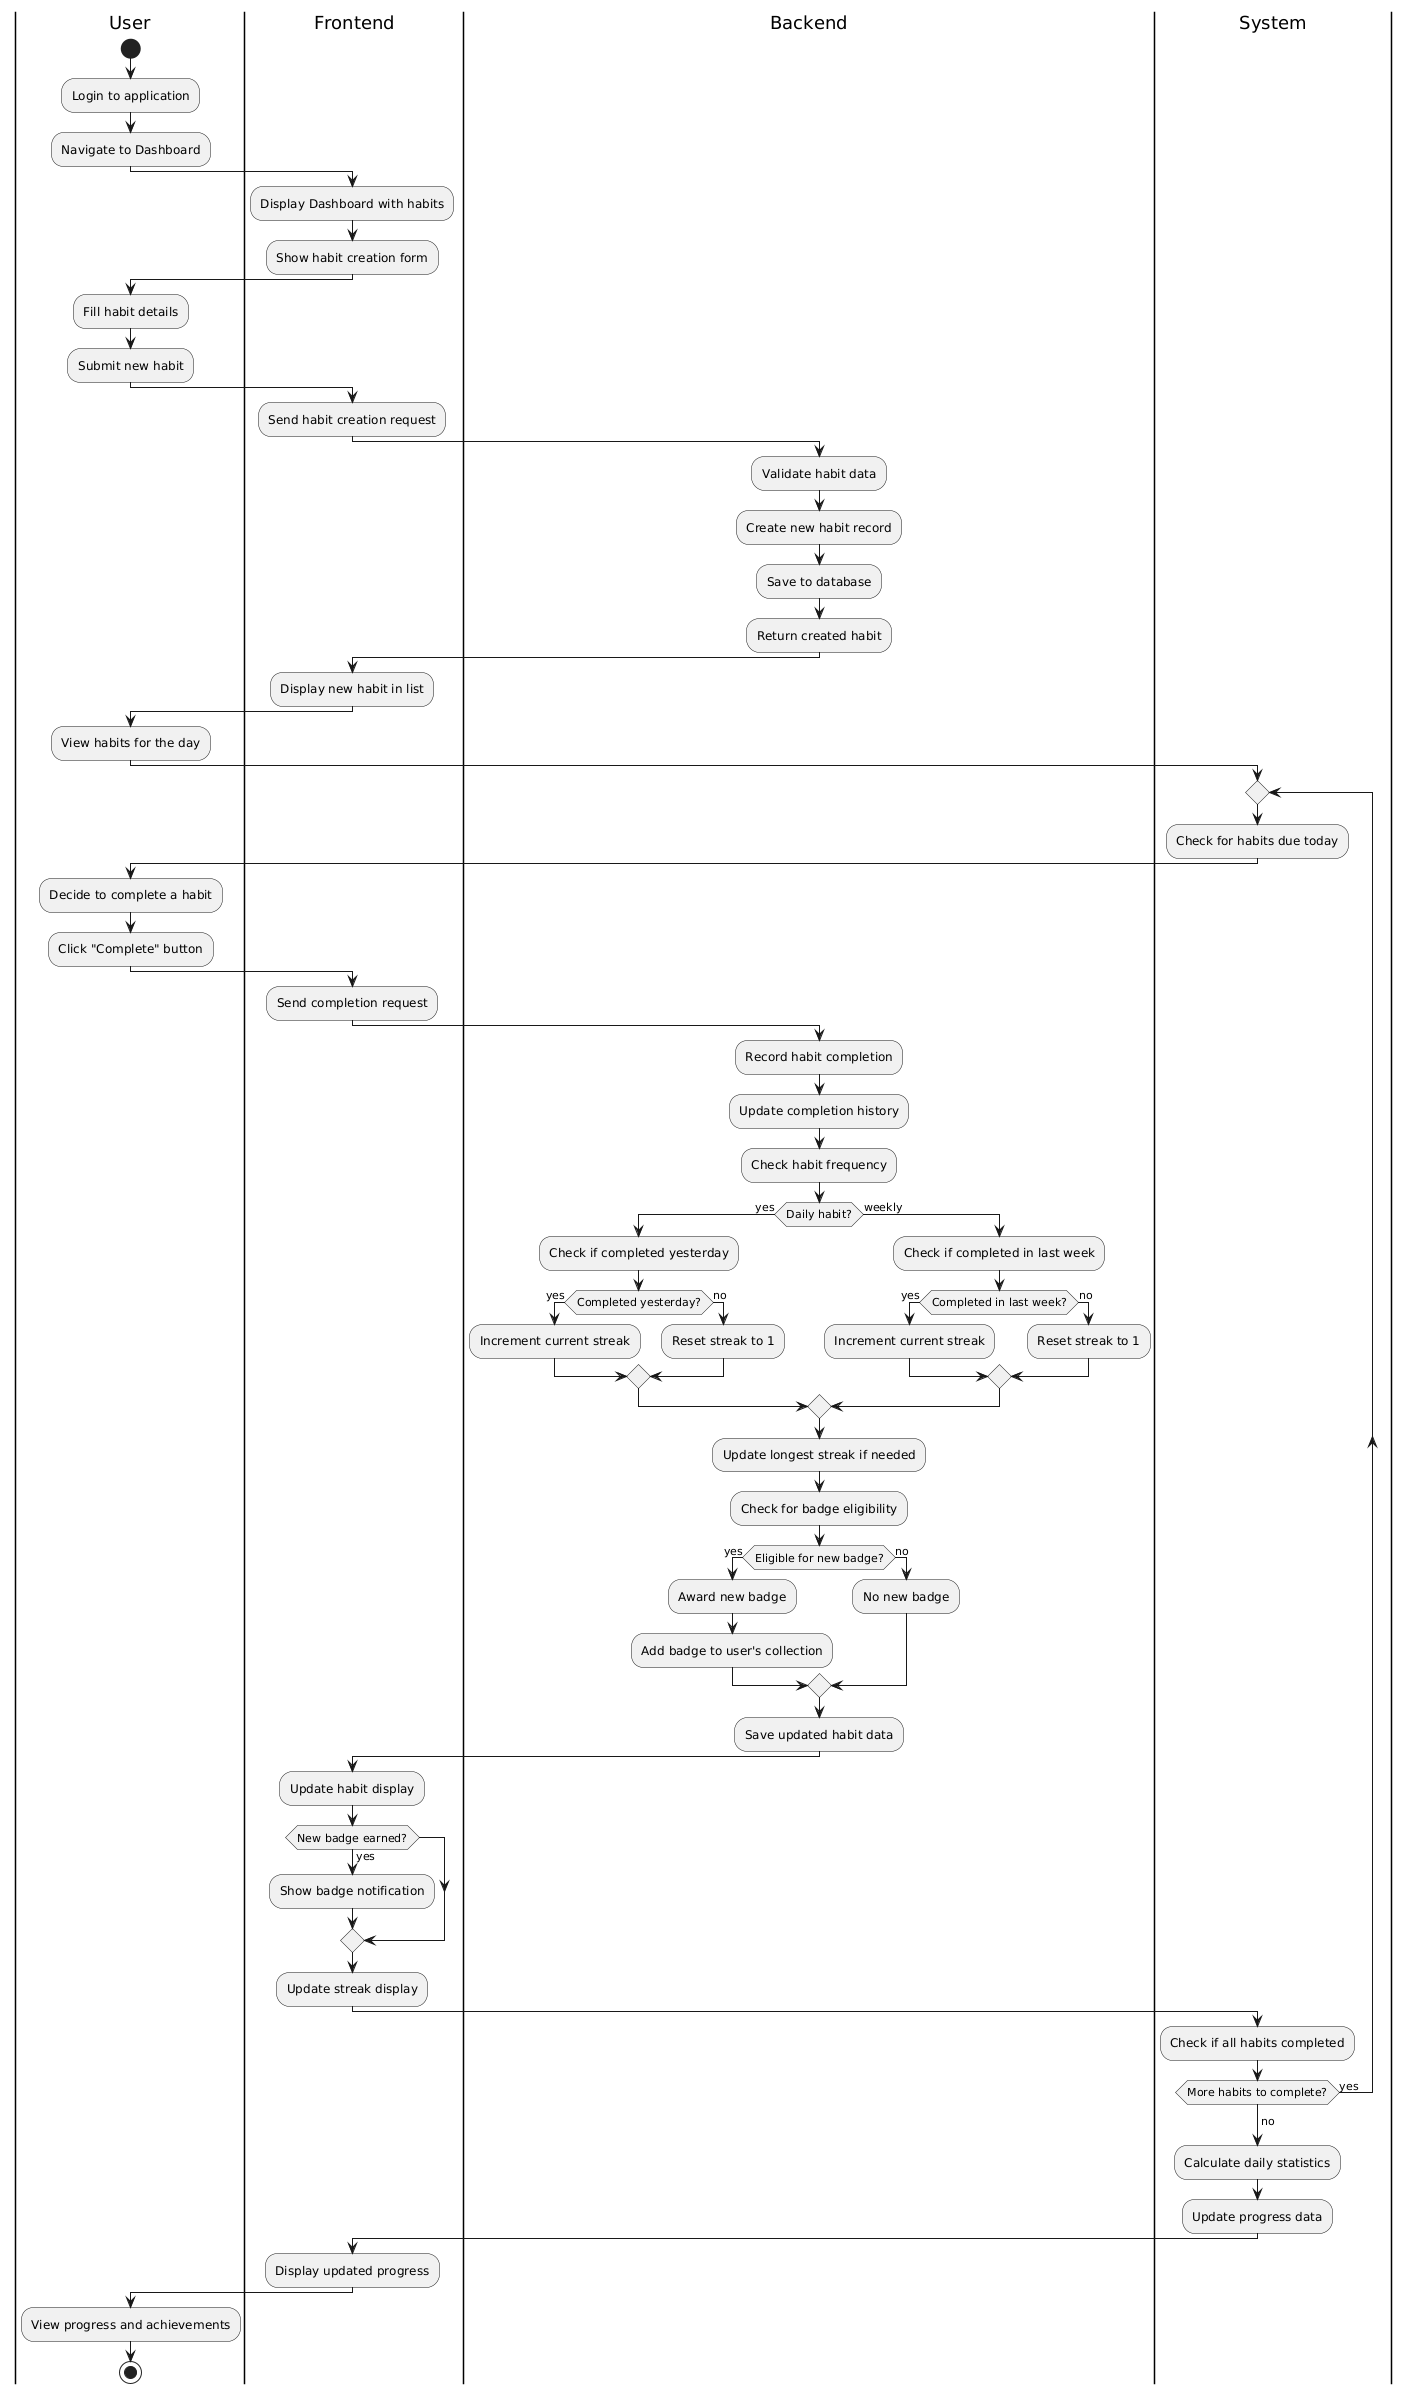 User
Frontend
Backend
System
Login to application
Navigate to Dashboard
Display Dashboard with habits
Show habit creation form
Fill habit details
Submit new habit
Send habit creation request
Validate habit data
Create new habit record
Save to database
Return created habit
Display new habit in list
View habits for the day
Check for habits due today
Decide to complete a habit
Click "Complete" button
Send completion request
Record habit completion
Update completion history
Check habit frequency
yes
Daily habit?
weekly
Check if completed yesterday
Check if completed in last week
yes
Completed yesterday?
no
yes
Completed in last week?
no
Increment current streak
Reset streak to 1
Increment current streak
Reset streak to 1
Update longest streak if needed
Check for badge eligibility
yes
Eligible for new badge?
no
Award new badge
No new badge
Add badge to user's collection
Save updated habit data
Update habit display
New badge earned?
yes
Show badge notification
Update streak display
Check if all habits completed
More habits to complete?
yes
no
Calculate daily statistics
Update progress data
Display updated progress
View progress and achievements